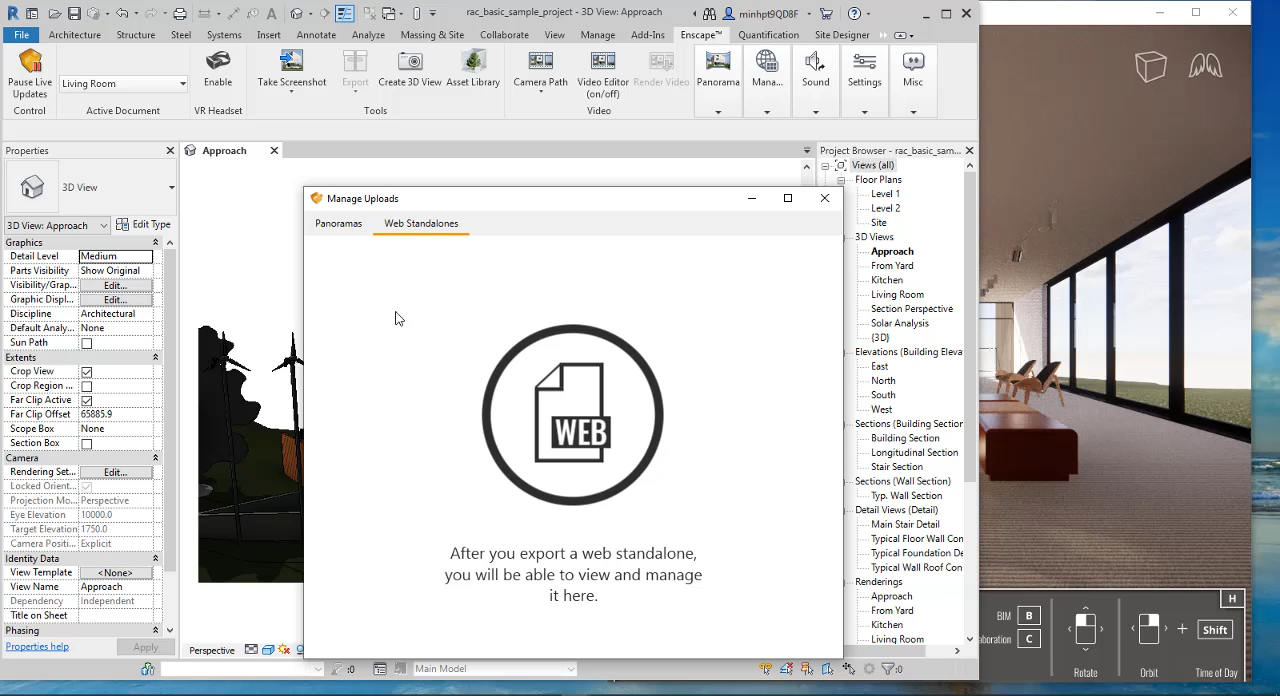 rac_basic_sample_project - 3D View: Approach
minhpt9QD8F
File
Architecture
Structure
Steel
Systems
Insert
Annotate
Analyze
Massing & Site
Collaborate
View
Manage
Add-Ins
Enscape™
Quantification
Site Designer
Pause Live
Updates
Living Room
Enable
Take Screenshot
Export
Create 3D View
Asset Library
Camera Path
Video Editor
(on/off)
Render Video
Panorama
Mana...
Sound
Settings
Misc
Control
Active Document
VR Headset
Tools
Video
Properties
Approach
Project Browser - rac_basic_sam...
3D View
3D View: Approach
Edit Type
Graphics
Detail Level
Medium
Parts Visibility
Show Original
Visibility/Grap...
Edit...
Graphic Displ...
Edit...
Discipline
Architectural
Default Analy...
None
Sun Path
Extents
Crop View
Crop Region ...
Far Clip Active
Far Clip Offset
65885.9
Scope Box
None
Section Box
Camera
Rendering Set...
Edit...
Locked Orient...
Projection Mo...
Perspective
Eye Elevation
10000.0
Target Elevation
1750.0
Camera Positi...
Explicit
Identity Data
View Template
<None>
View Name
Approach
Dependency
Independent
Title on Sheet
Phasing
Properties help
Apply
Manage Uploads
Panoramas
Web Standalones
WEB
After you export a web standalone,
you will be able to view and manage
it here.
Views (all)
Floor Plans
Level 1
Level 2
Site
3D Views
Approach
From Yard
Kitchen
Living Room
Section Perspective
Solar Analysis
{3D}
Elevations (Building Eleva
East
North
South
West
Sections (Building Section
Building Section
Longitudinal Section
Stair Section
Sections (Wall Section)
Typ. Wall Section
Detail Views (Detail)
Main Stair Detail
Typical Floor Wall Con
Typical Foundation De
Typical Wall Roof Con
Renderings
Approach
From Yard
Kitchen
Living Room
Perspective
:0
Main Model
:0
H
BIM
B
aboration
C
Rotate
Orbit
+
Shift
Time of Day